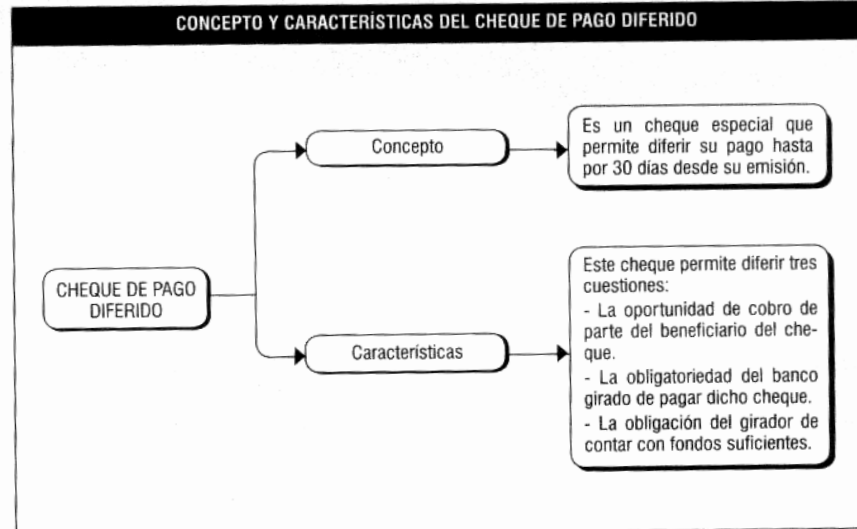 CONCEPTO Y CARACTERÍSTICAS DEL CHEQUE DE PAGO DIFERIDO
CHEQUE DE PAGO
DIFERIDO
Concepto
Es un cheque especial que
permite diferir su pago hasta
por 30 días desde su emisión.
Características
Este cheque permite diferir tres
cuestiones:
- La oportunidad de cobro de
parte del beneficiario del che-
que.
- La obligatoriedad del banco
girado de pagar dicho cheque.
- La obligación del girador de
contar con fondos suficientes.